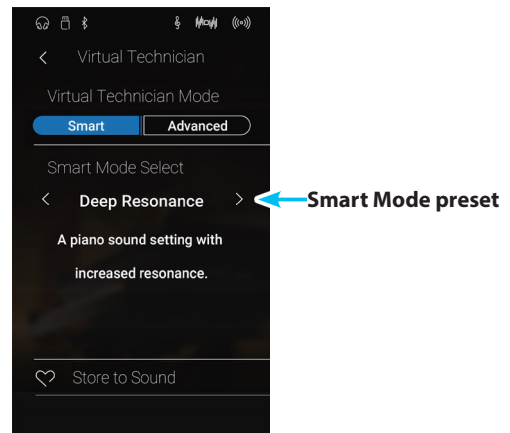 Virtual Technician
Virtual Technician Mode
Smart Advanced
Smart Mode Select
Deep Resonance
Smart Mode preset
A piano sound setting with
increased resonance.
Store to Sound